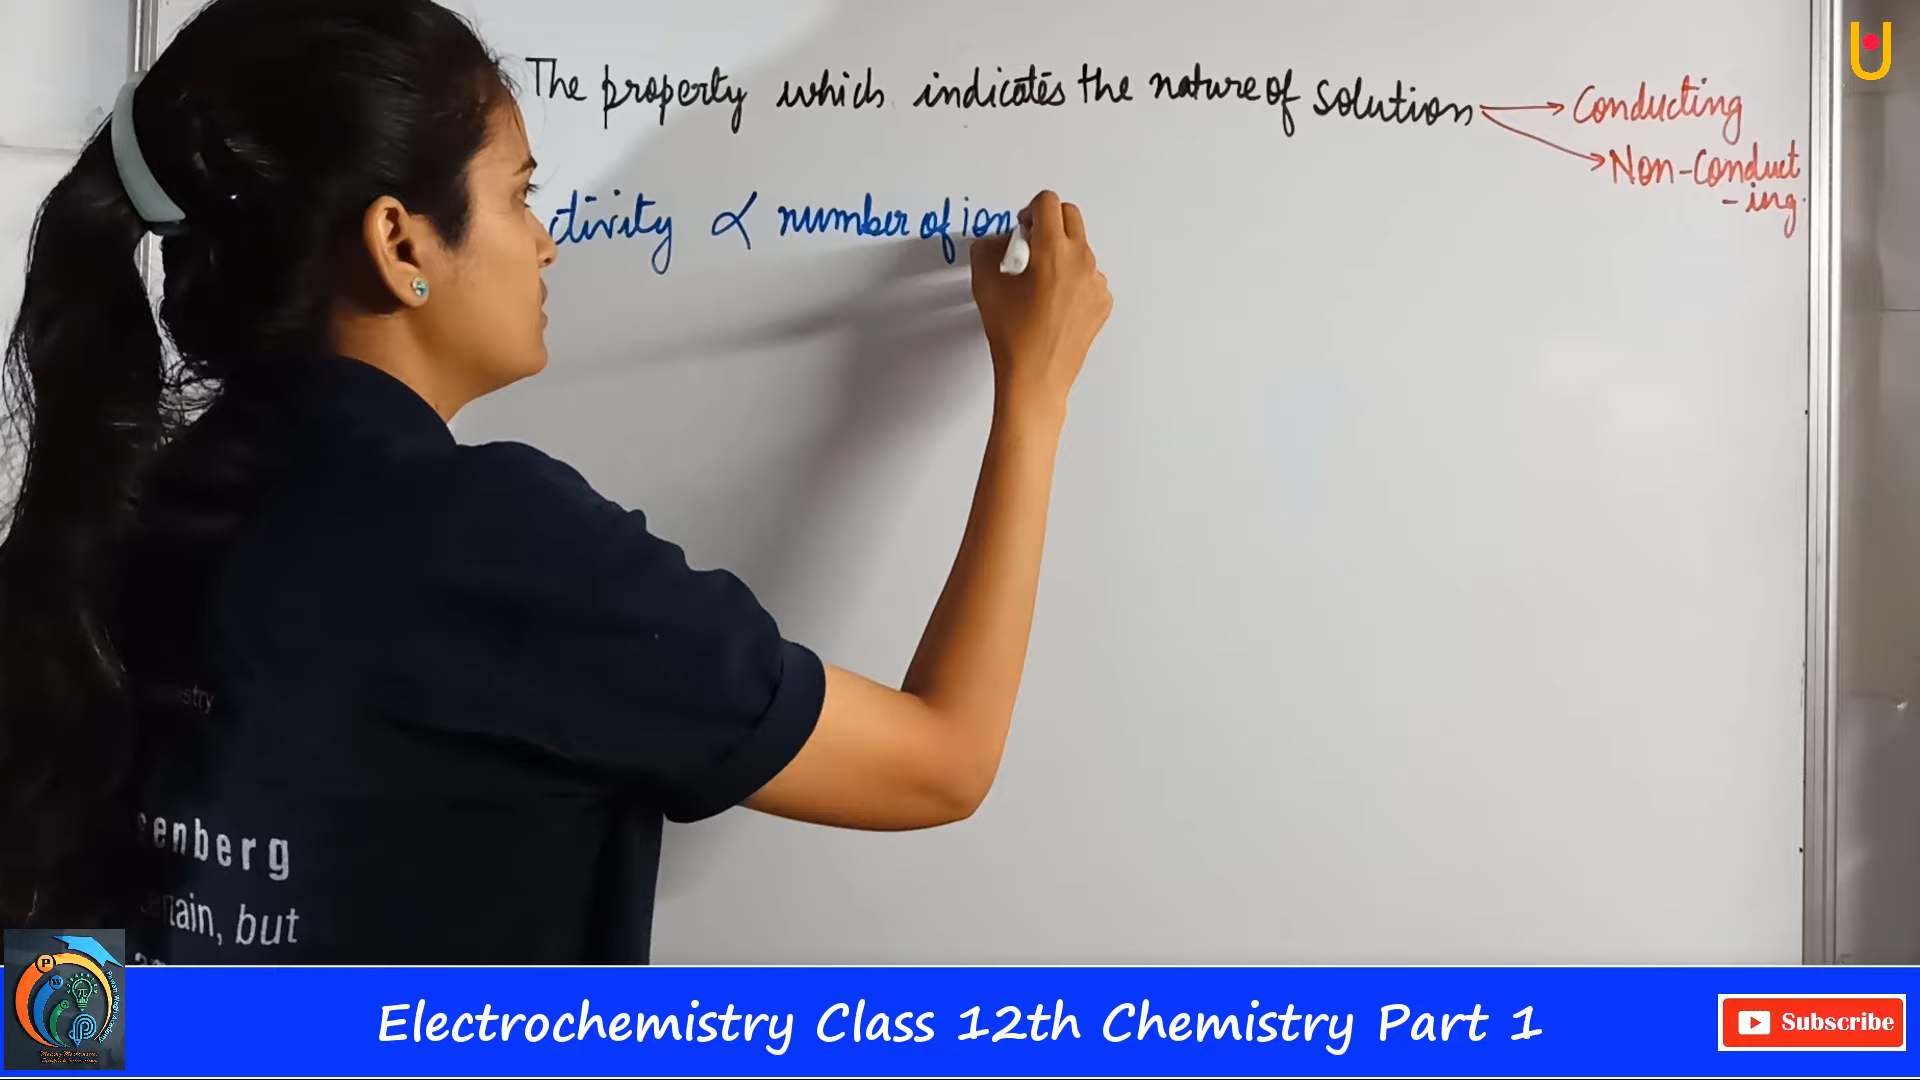 The property which indicates the nature of solution → Conducting
→ Non-Conduct
-ing.
ctivity ∝ number of ion
estry
enberg
ain, but
Electrochemistry Class 12th Chemistry Part 1
Subscribe